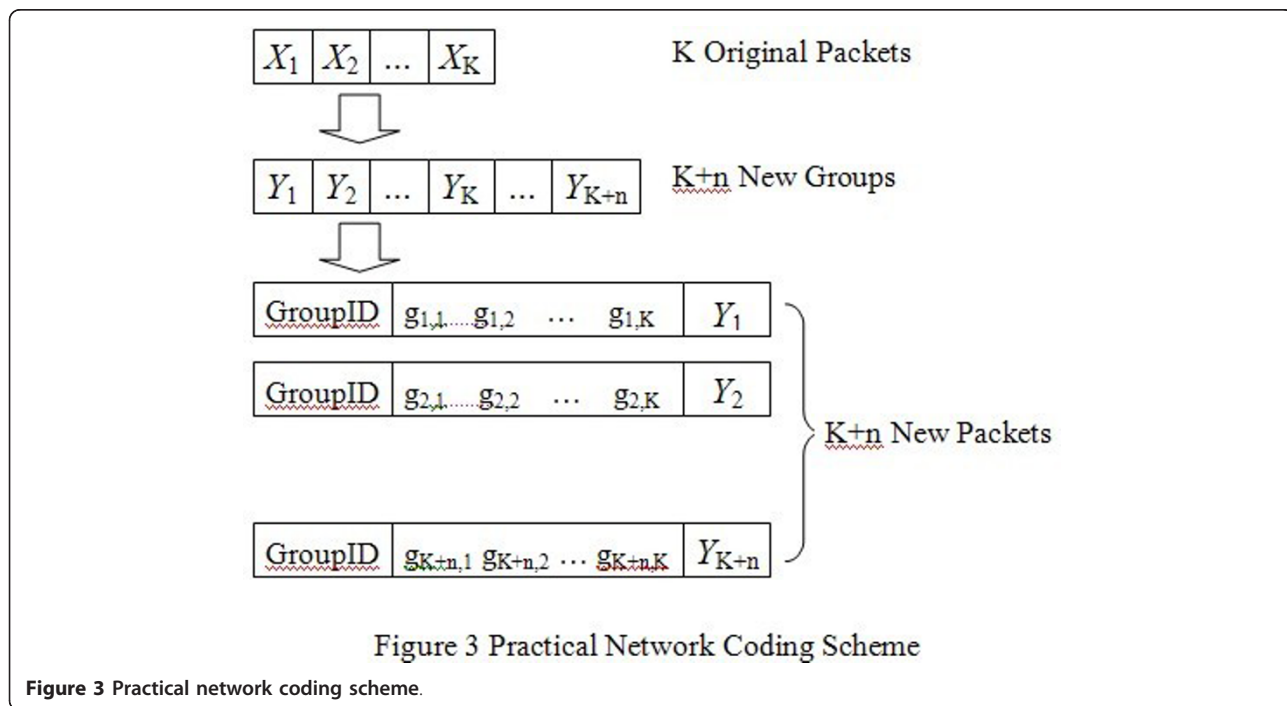 X1 X2 ... XK K Original Packets
Y1 Y2 ... YK ... YK+n K+n New Groups
GroupID g1,1 g1,2 ... g1,K Y1
GroupID g2,1 g2,2 ... g2,K Y2
K+n New Packets
GroupID gK+n,1 gK+n,2 ... gK+n,K YK+n
Figure 3 Practical Network Coding Scheme
Figure 3 Practical network coding scheme.